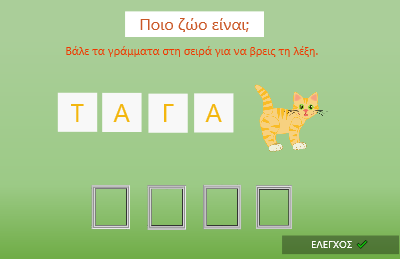 Ποιο ζώο είναι;
Βάλε τα γράμματα στη σειρά για να βρεις τη λέξη.
Τ Α Γ Α
ΕΛΕΓΧΟΣ